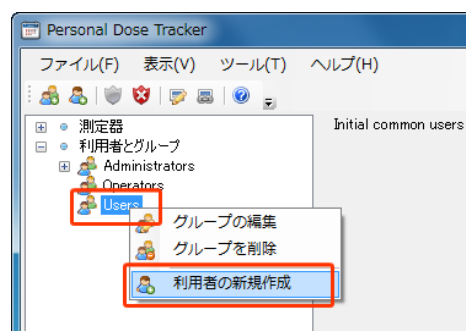 Personal Dose Tracker
ファイル(F) 表示(V) ツール(T) ヘルプ(H)
測定器
Initial common users
利用者とグループ
Administrators
Operators
Users
グループの編集
グループを削除
利用者の新規作成